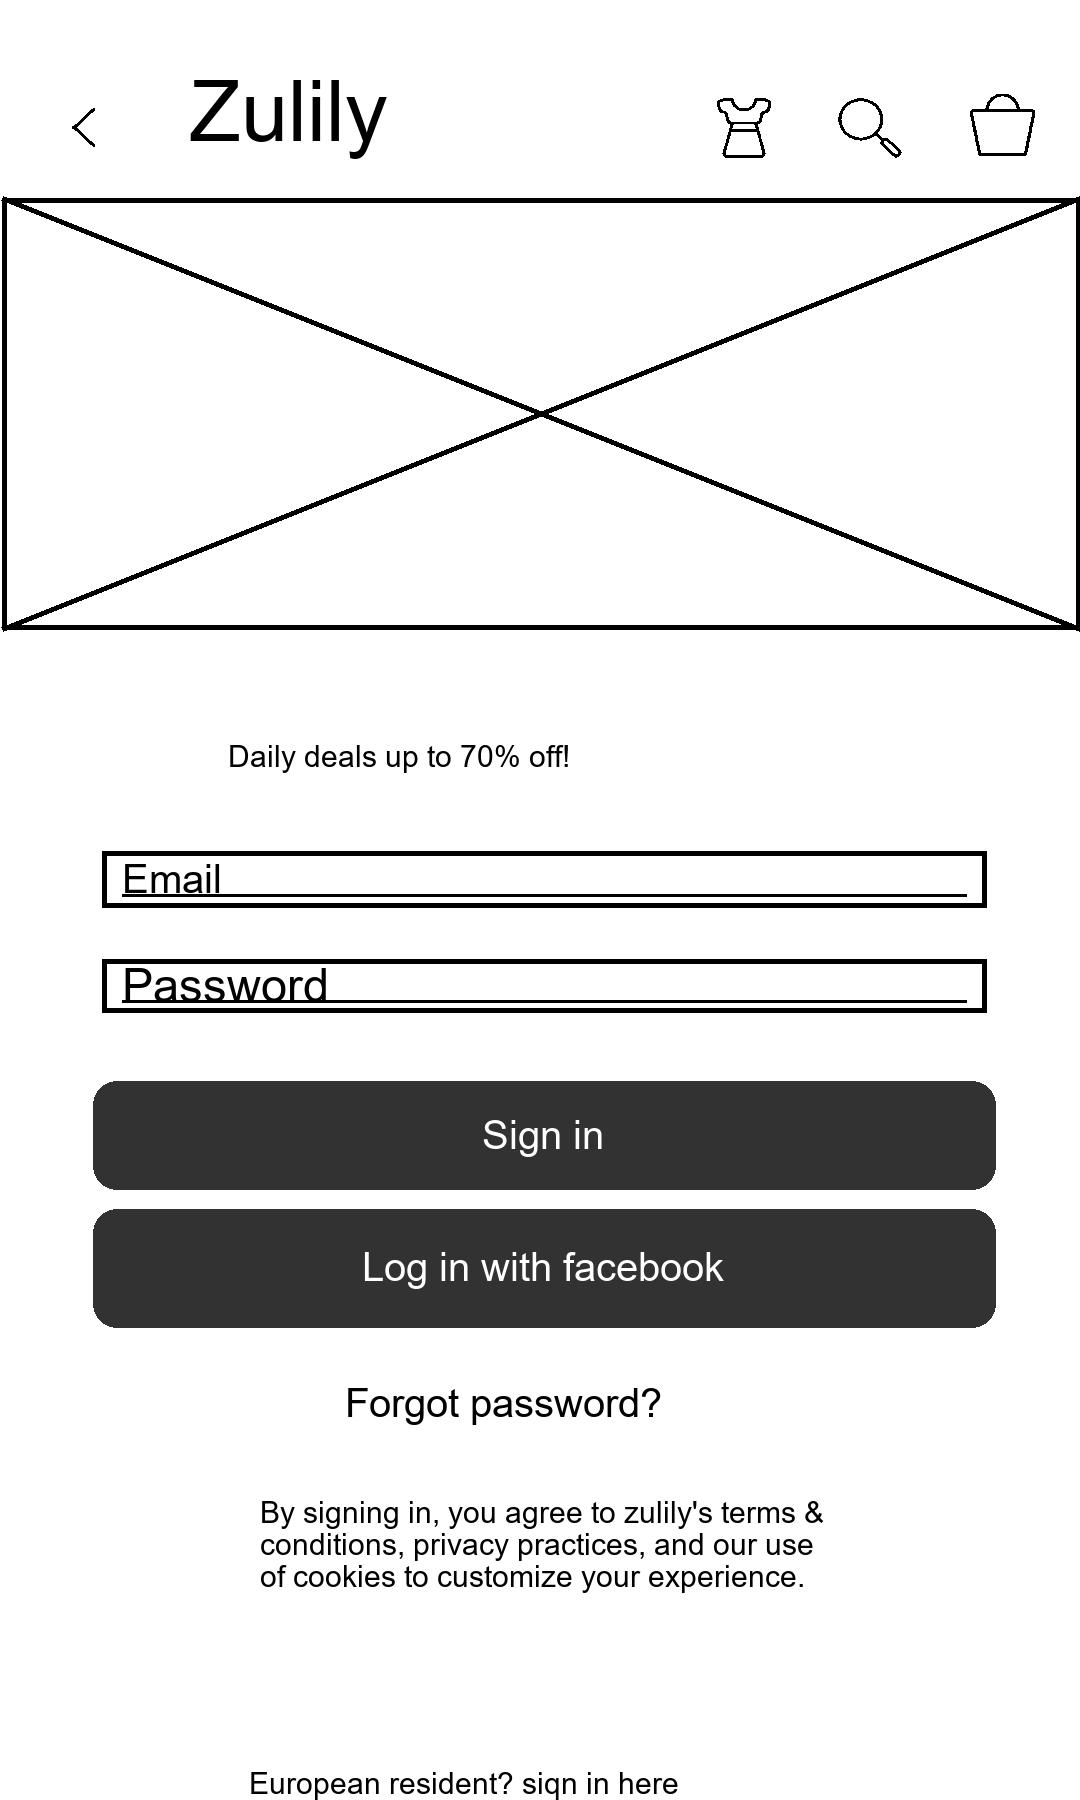 Zulily
Daily deals up to 70% off!
Email
Password
Sign in
Log in with facebook
Forgot password?
By signing in, you agree to zulily's terms &
conditions, privacy practices, and our use
of cookies to customize your experience.
European resident? siqn in here